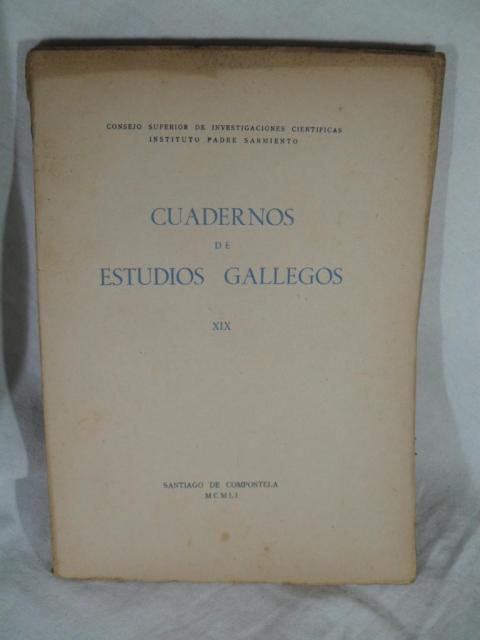 CONSEJO SUPERIOR DE INVESTIGACIONES CIENTIFICAS
INSTITUTO PADRE SARMIENTO
CUADERNOS
DE
ESTUDIOS GALLEGOS
XIX
SANTIAGO DE COMPOSTELA
MCMLI